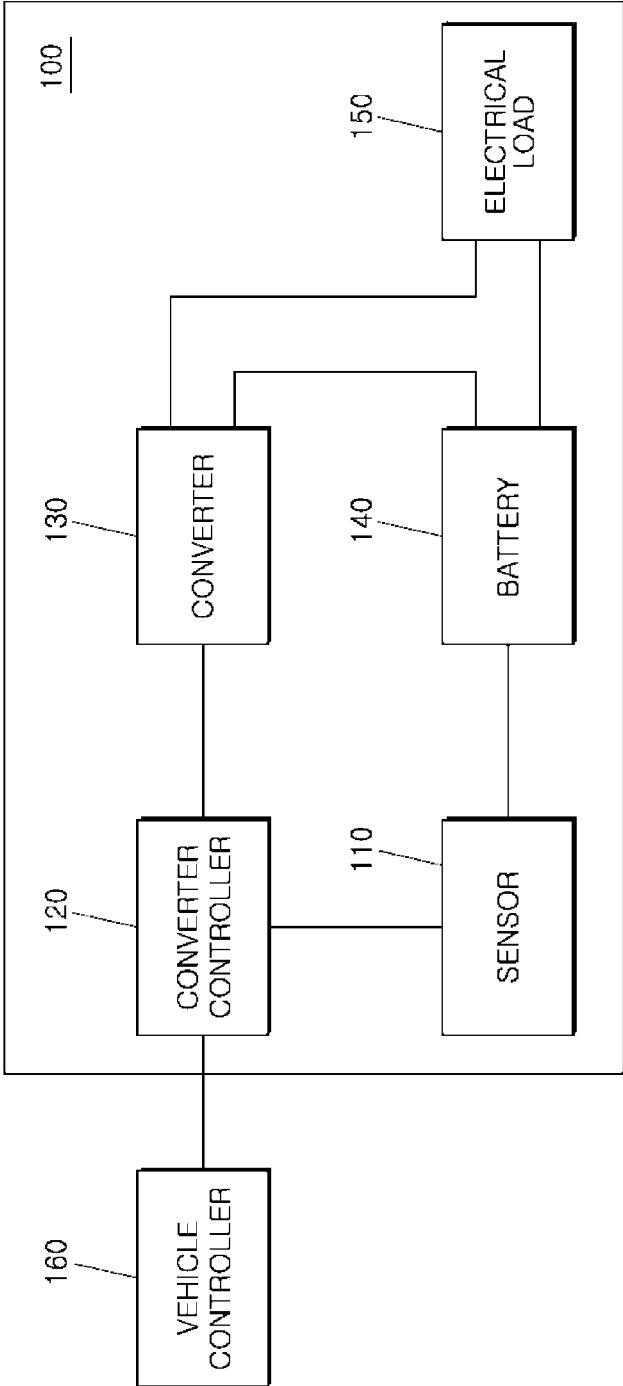 100
160
VEHICLE
CONTROLLER
120
CONVERTER
CONTROLLER
130
CONVERTER
150
ELECTRICAL
LOAD
110
SENSOR
140
BATTERY